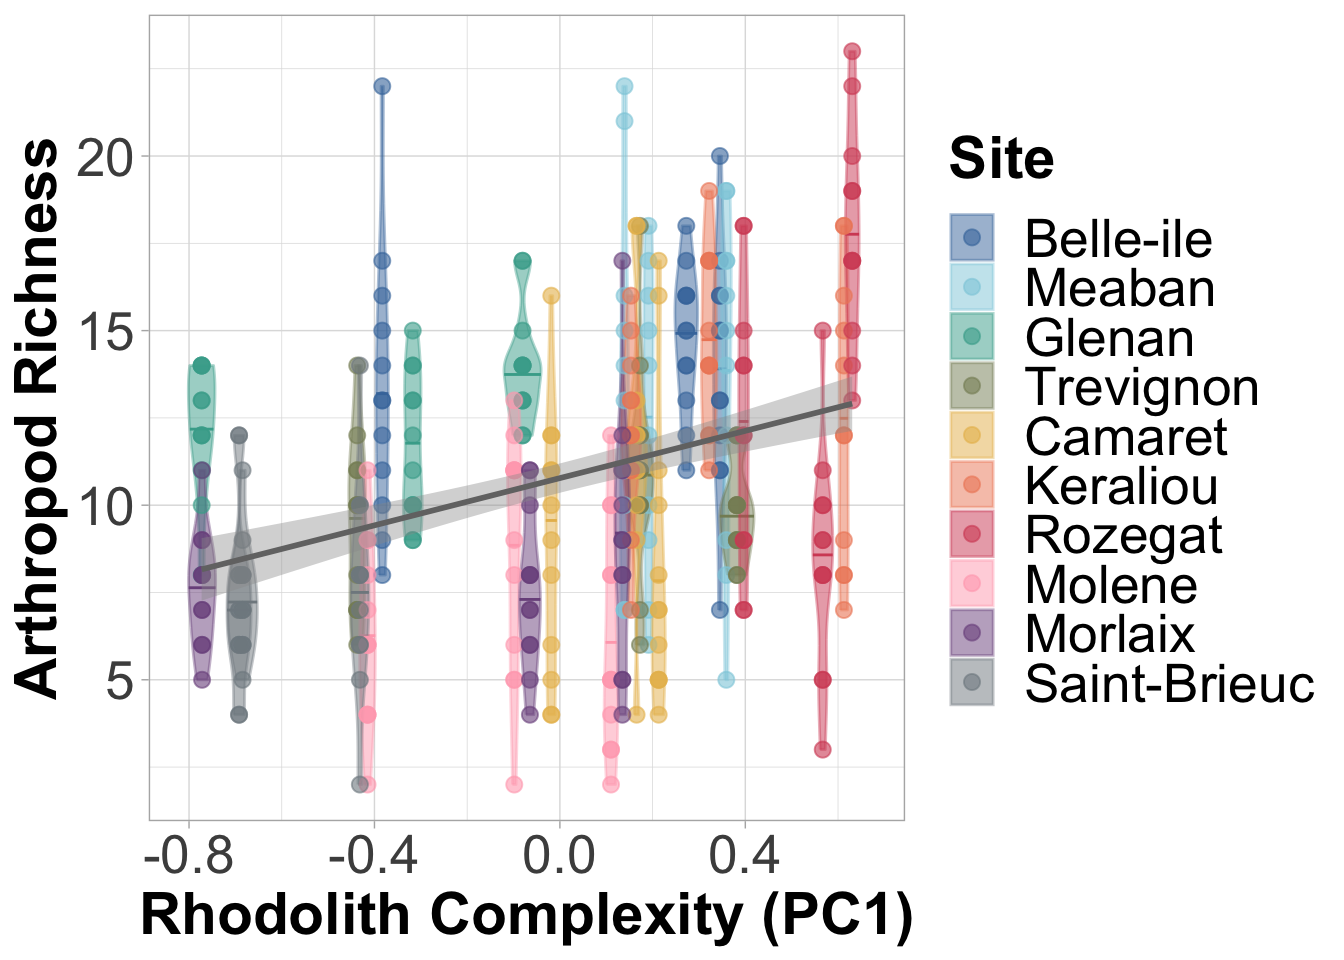 Arthropod Richness
20
15
10
5
-0.8 -0.4 0.0 0.4
Rhodolith Complexity (PC1)
Site
Belle-ile
Meaban
Glenan
Trevignon
Camaret
Keraliou
Rozegat
Molene
Morlaix
Saint-Brieuc